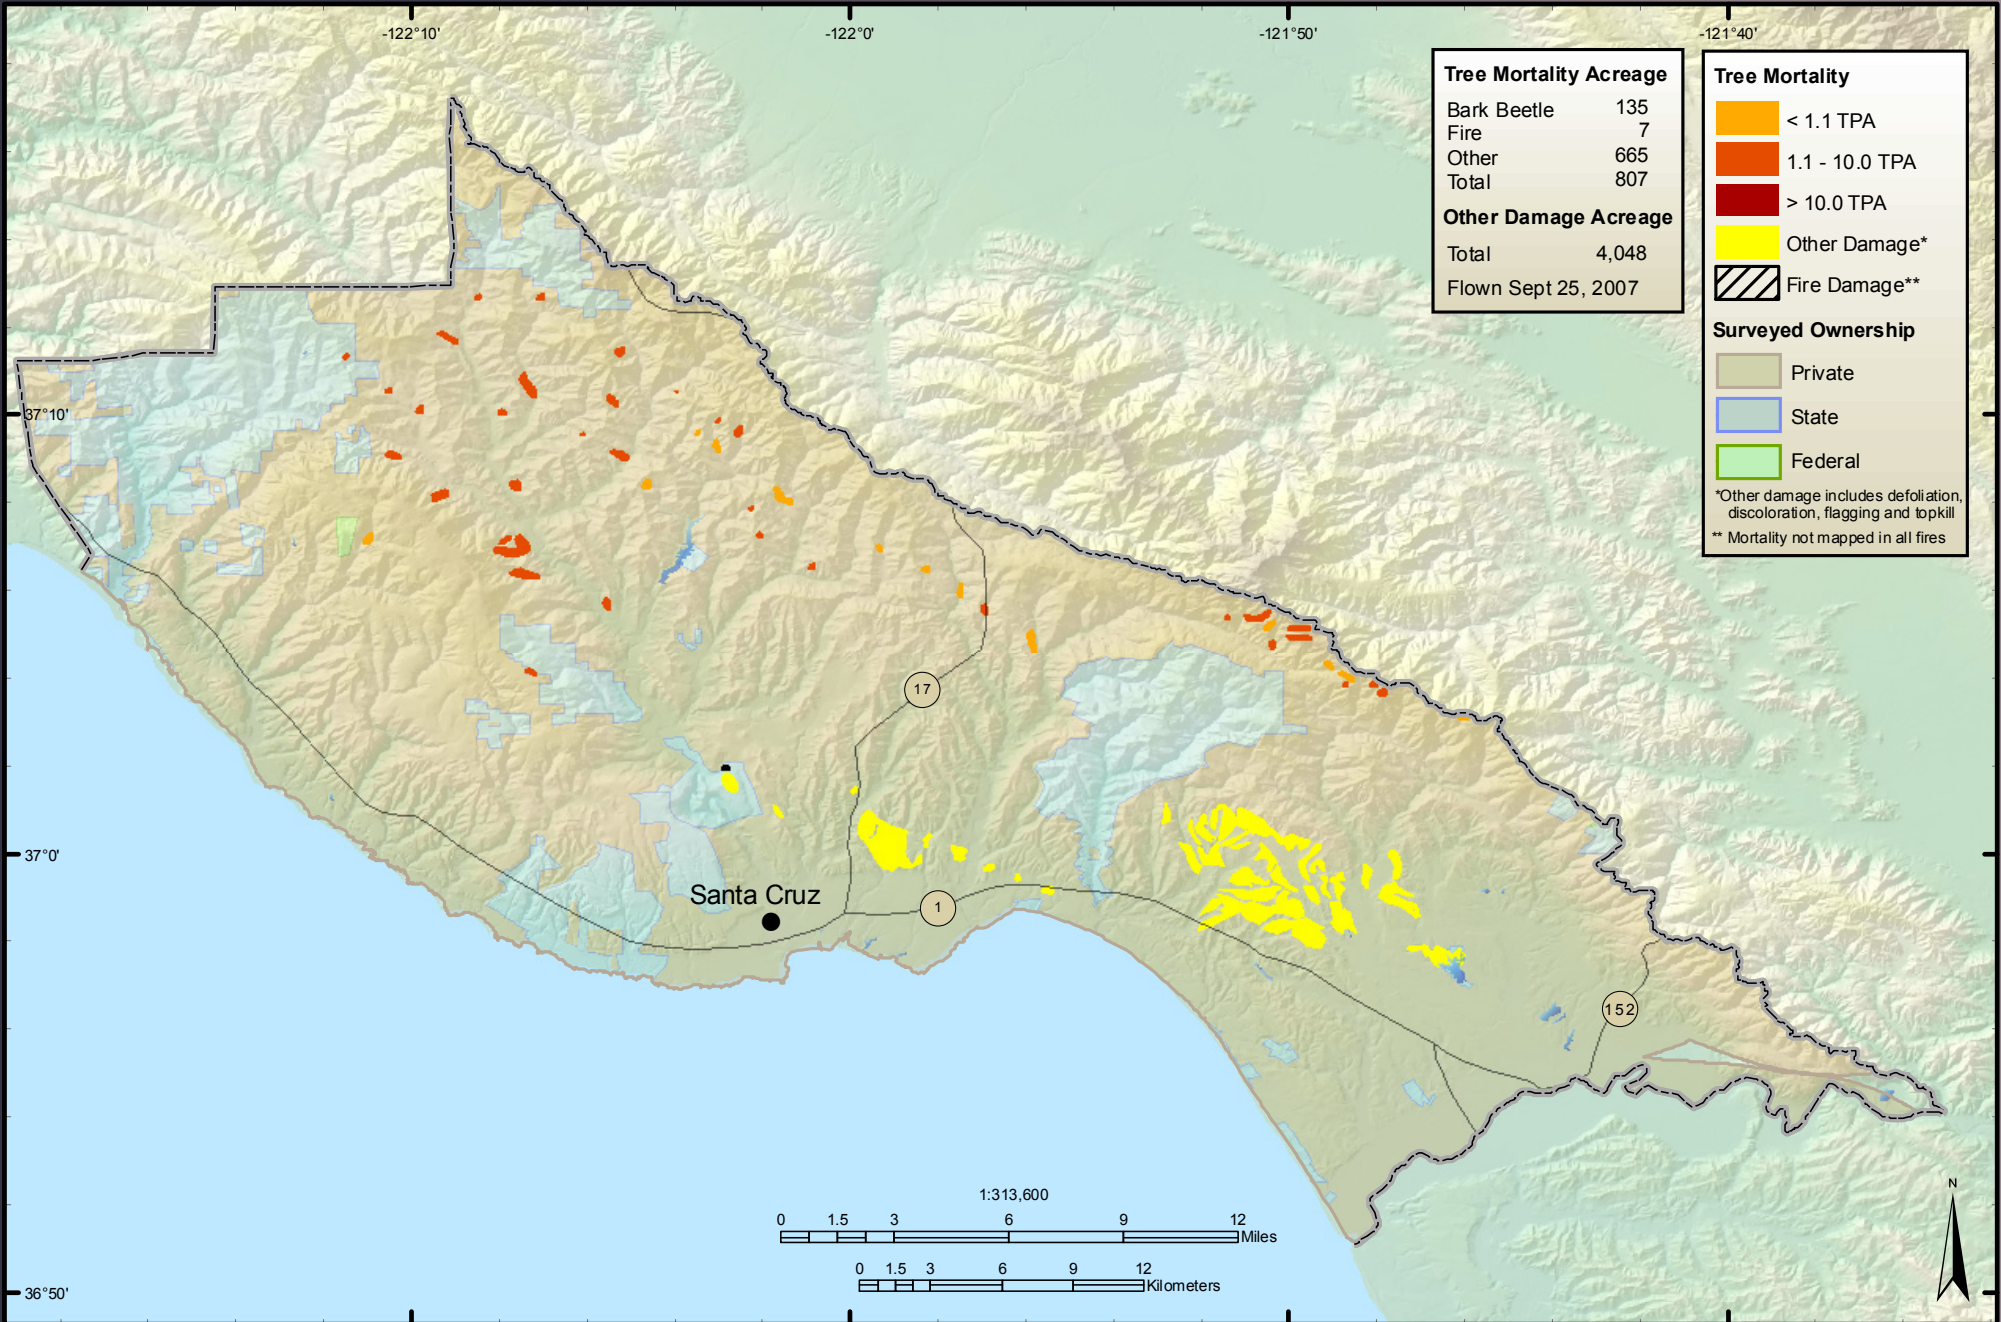 -122°10'
-122°0'
-121°50'
-121°40'
Tree Mortality Acreage
Bark Beetle 135
Fire 7
Other 665
Total 807
Other Damage Acreage
Total 4,048
Flown Sept 25, 2007
Tree Mortality
< 1.1 TPA
1.1 - 10.0 TPA
> 10.0 TPA
Other Damage*
Fire Damage**
Surveyed Ownership
Private
State
Federal
*Other damage includes defoliation,
discoloration, flagging and topkill
** Mortality not mapped in all fires
37°10'
17
37°0'
Santa Cruz
1
152
1:313,600
0 1.5 3 6 9 12
Miles
0 1.5 3 6 9 12
Kilometers
36°50'
N